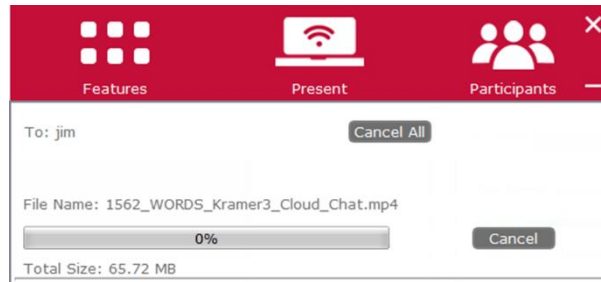 Features Present Participants
To: jim Cancel All
File Name: 1562_WORDS_Kramer3_Cloud_Chat.mp4
0% Cancel
Total Size: 65.72 MB